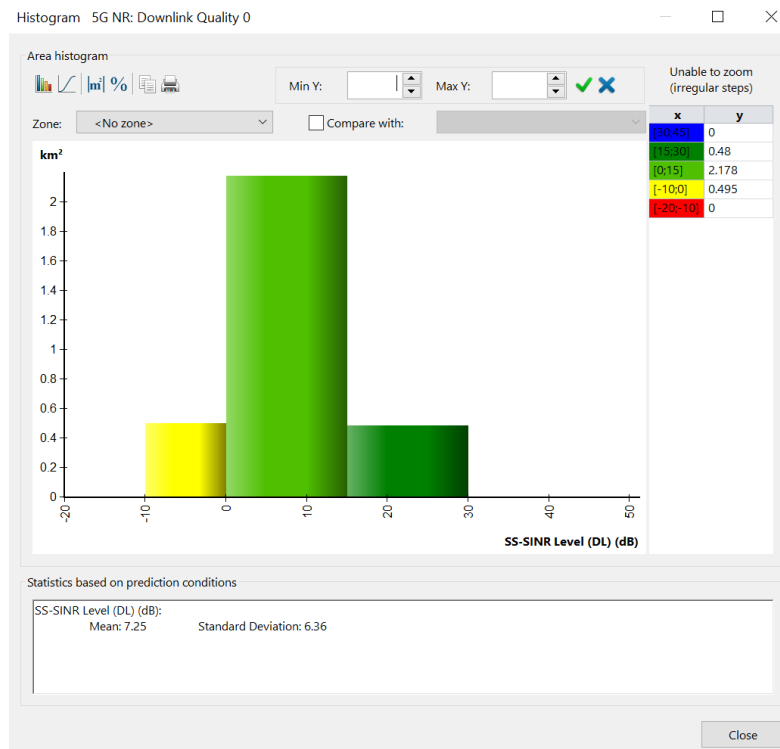 Histogram 5G NR: Downlink Quality 0
Area histogram
Min Y:
Max Y:
Unable to zoom
(irregular steps)
Zone: <No zone>
Compare with:
x y
[30;45] 0
[15;30] 0.48
[0;15] 2.178
[-10;0] 0.495
[-20;-10] 0
km²
2
1.8
1.6
1.4
1.2
1
0.8
0.6
0.4
0.2
0
-20 -10 0 10 20 30 40 50
SS-SINR Level (DL) (dB)
Statistics based on prediction conditions
SS-SINR Level (DL) (dB):
Mean: 7.25 Standard Deviation: 6.36
Close